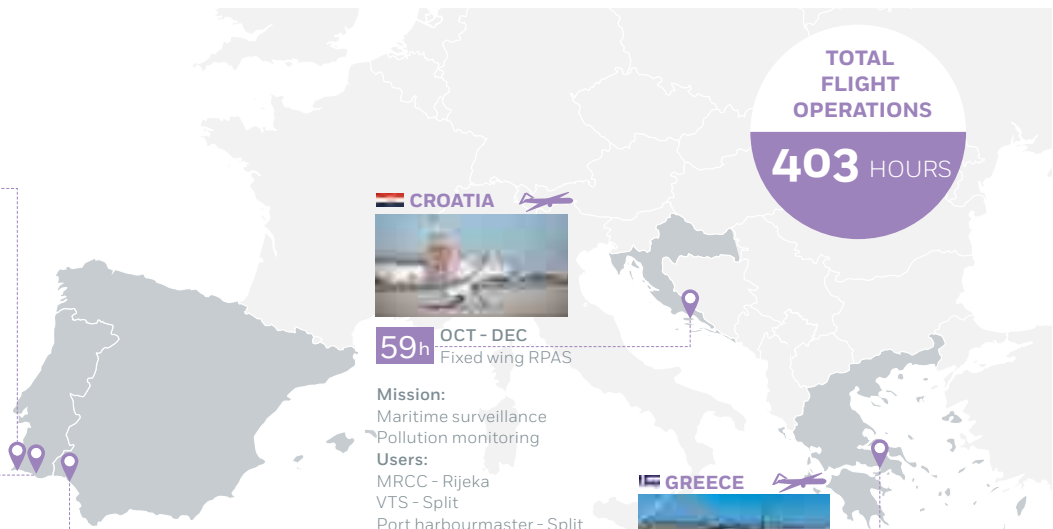 TOTAL
FLIGHT
OPERATIONS
403 HOURS
CROATIA
59h
OCT - DEC
Fixed wing RPAS
Mission:
Maritime surveillance
Pollution monitoring
Users:
MRCC - Rijeka
VTS - Split
Port harbourmaster - Split
GREECE